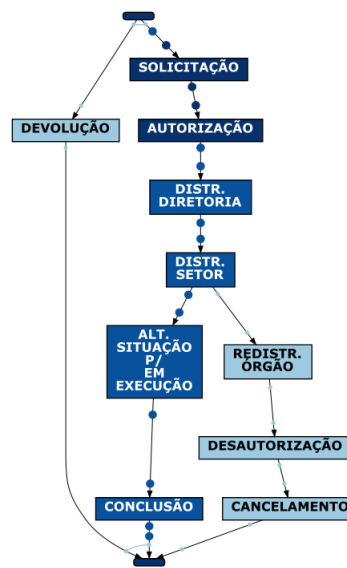 SOLICITAÇÃO
DEVOLUÇÃO
AUTORIZAÇÃO
DISTR.
DIRETORIA
DISTR.
SETOR
ALT.
SITUAÇÃO
P/
EM
EXECUÇÃO
REDISTR.
ÓRGÃO
DESAUTORIZAÇÃO
CONCLUSÃO
CANCELAMENTO